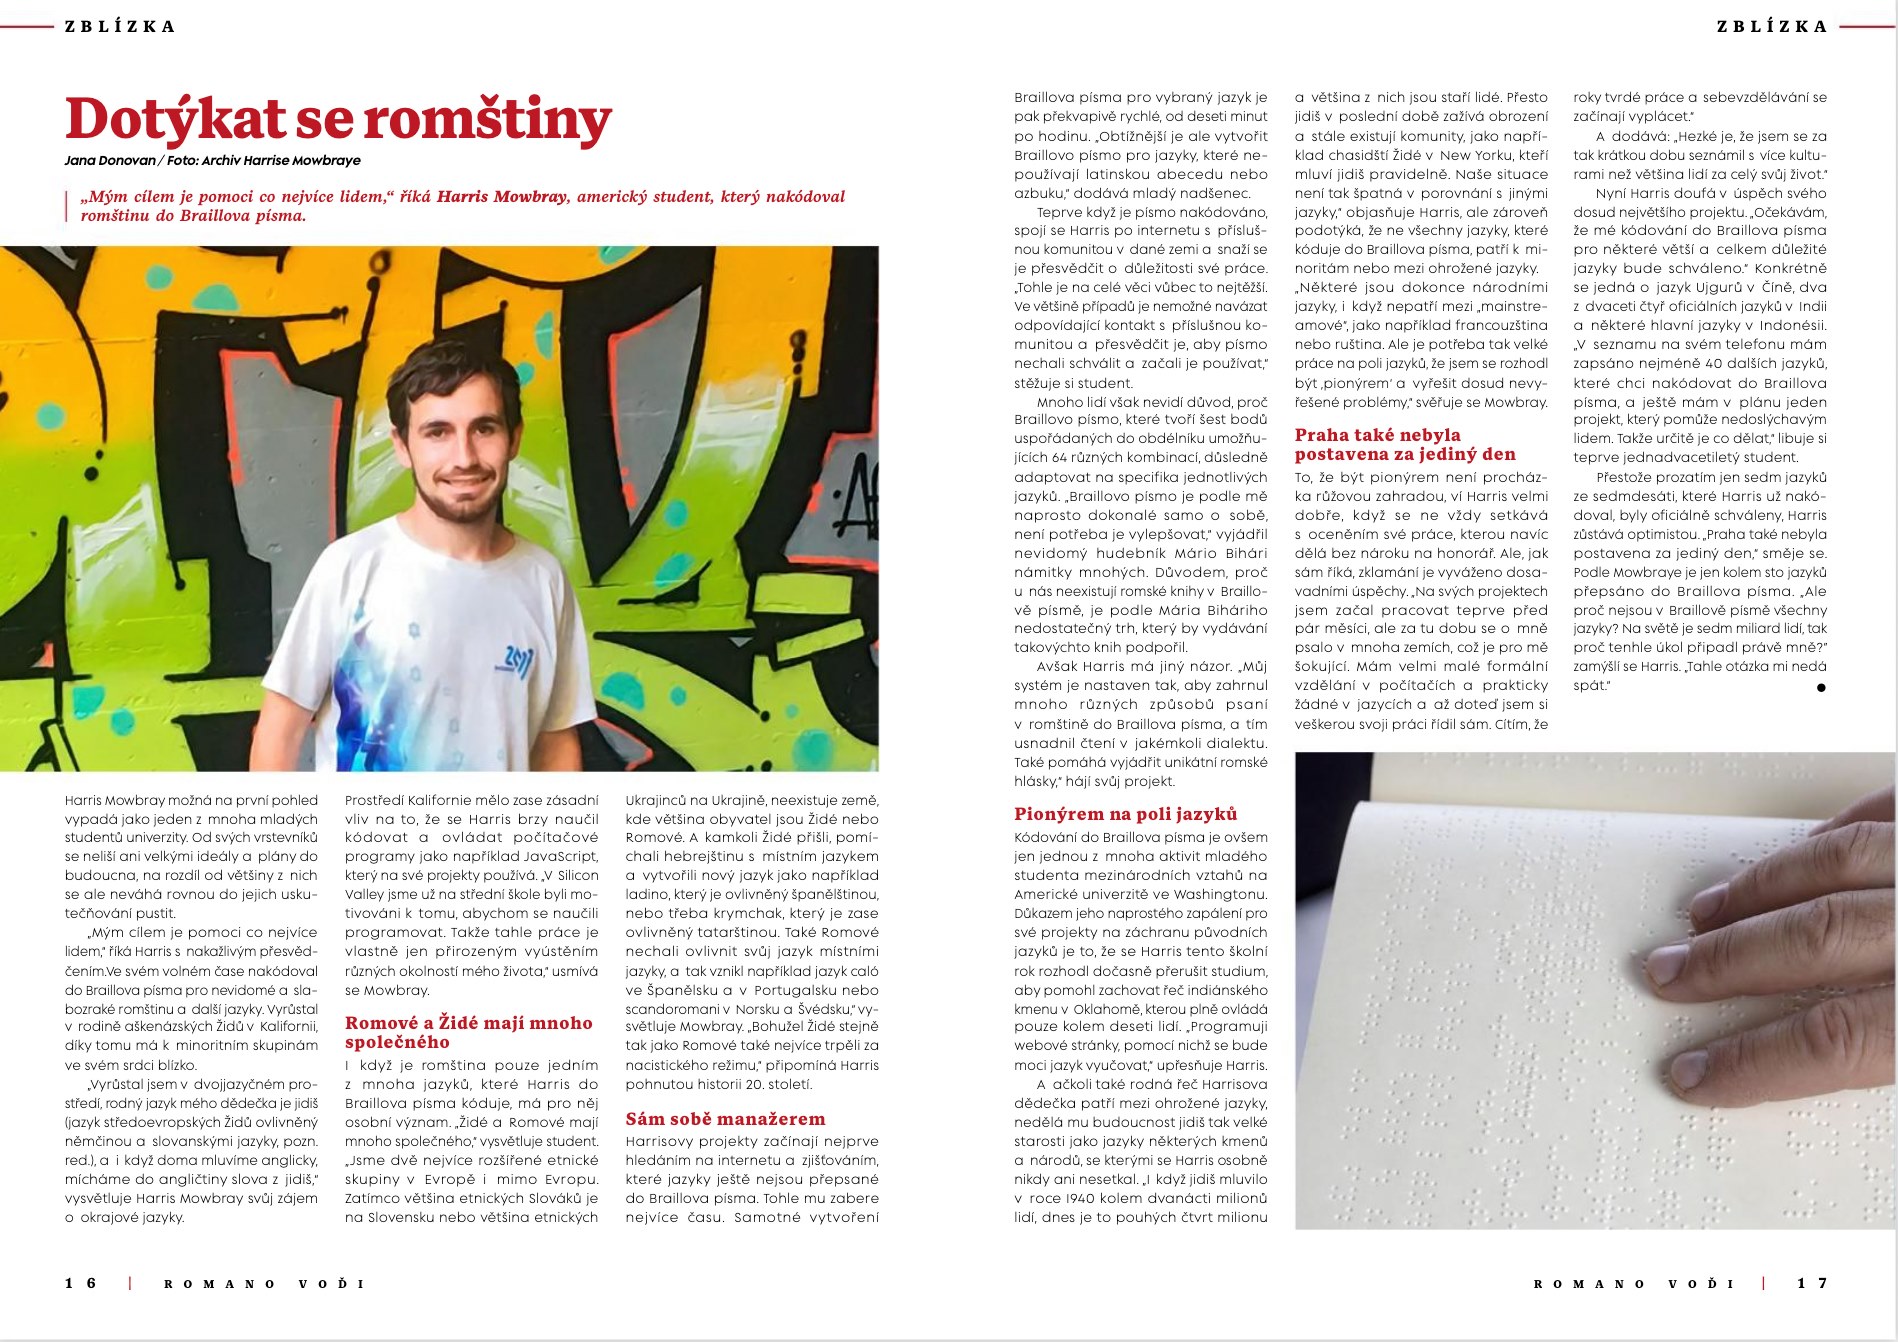 ZBLÍZKA
ZBLÍZKA
Dotýkat se romštiny
Jana Donovan / Foto: Archiv Harrise Mowbraye
„Mým cílem je pomoci co nejvíce lidem,“ říká Harris Mowbray, americký student, který nakódoval
romštinu do Braillova písma.
Harris Mowbray možná na první pohled
vypadá jako jeden z mnoha mladých
studentů univerzity. Od svých vrstevníků
se neliší ani velkými ideály a plány do
budoucna, na rozdíl od většiny z nich
se ale neváhá rovnou do jejich usku-
tečňování pustit.
„Mým cílem je pomoci co nejvíce
lidem,“ říká Harris s nakažlivým přesvěd-
čením.Ve svém volném čase nakódoval
do Braillova písma pro nevidomé a sla-
bozraké romštinu a další jazyky. Vyrůstal
v rodině aškenázských Židů v Kalifornii,
díky tomu má k minoritním skupinám
ve svém srdci blízko.
„Vyrůstal jsem v dvojjazyčném pro-
středí, rodný jazyk mého dědečka je jidiš
(jazyk středoevropských Židů ovlivněný
němčinou a slovanskými jazyky, pozn.
red.), a i když doma mluvíme anglicky,
mícháme do angličtiny slova z jidiš,“
vysvětluje Harris Mowbray svůj zájem
o okrajové jazyky.
Prostředí Kalifornie mělo zase zásadní
vliv na to, že se Harris brzy naučil
kódovat a ovládat počítačové
programy jako například JavaScript,
který na své projekty používá. „V Silicon
Valley jsme už na střední škole byli mo-
tivováni k tomu, abychom se naučili
programovat. Takže tahle práce je
vlastně jen přirozeným vyústěním
různých okolností mého života,“ usmívá
se Mowbray.
Romové a Židé mají mnoho
společného
I když je romština pouze jedním
z mnoha jazyků, které Harris do
Braillova písma kóduje, má pro něj
osobní význam. „Židé a Romové mají
mnoho společného,“ vysvětluje student.
„Jsme dvě nejvíce rozšířené etnické
skupiny v Evropě i mimo Evropu.
Zatímco většina etnických Slováků je
na Slovensku nebo většina etnických
Ukrajinců na Ukrajině, neexistuje země,
kde většina obyvatel jsou Židé nebo
Romové. A kamkoli Židé přišli, pomí-
chali hebrejštinu s místním jazykem
a vytvořili nový jazyk jako například
ladino, který je ovlivněný španělštinou,
nebo třeba krymchak, který je zase
ovlivněný tatarštinou. Také Romové
nechali ovlivnit svůj jazyk místními
jazyky, a tak vznikl například jazyk caló
ve Španělsku a v Portugalsku nebo
scandoromani v Norsku a Švédsku,“ vy-
světluje Mowbray. „Bohužel Židé stejně
tak jako Romové také nejvíce trpěli za
nacistického režimu,“ připomíná Harris
pohnutou historii 20. století.
Sám sobě manažerem
Harrisovy projekty začínají nejprve
hledáním na internetu a zjišťováním,
které jazyky ještě nejsou přepsané
do Braillova písma. Tohle mu zabere
nejvíce času. Samotné vytvoření
16 | ROMANO VOĎI
Braillova písma pro vybraný jazyk je
pak překvapivě rychlé, od deseti minut
po hodinu. „Obtížnější je ale vytvořit
Braillovo písmo pro jazyky, které ne-
používají latinskou abecedu nebo
azbuku,“ dodává mladý nadšenec.
Teprve když je písmo nakódováno,
spojí se Harris po internetu s příslus̆-
nou komunitou v dané zemi a snaží se
je přesvědčit o důležitosti své práce.
„Tohle je na celé věci vůbec to nejtěžší.
Ve většině případů je nemožné navázat
odpovídající kontakt s příslušnou ko-
munitou a přesvědčit je, aby písmo
nechali schválit a začali je používat,“
stěžuje si student.
Mnoho lidí však nevidí důvod, proč
Braillovo písmo, které tvoří šest bodů
uspořádaných do obdélníku umožňu-
jících 64 různých kombinací, důsledně
adaptovat na specifika jednotlivých
jazyků. „Braillovo písmo je podle mě
naprosto dokonalé samo o sobě,
není potřeba je vylepšovat,“ vyjádřil
nevidomý hudebník Mário Bihári
námitky mnohých. Důvodem, proč
u nás neexistují romské knihy v Braillo-
vě písmě, je podle Mária Biháriho
nedostatečný trh, který by vydávání
takovýchto knih podpořil.
Avšak Harris má jiný názor. „Můj
systém je nastaven tak, aby zahrnul
mnoho různých způsobů psaní
v romštině do Braillova písma, a tím
usnadnil čtení v jakémkoli dialektu.
Také pomáhá vyjádřit unikátní romské
hlásky,“ hájí svůj projekt.
Pionýrem na poli jazyků
Kódování do Braillova písma je ovšem
jen jednou z mnoha aktivit mladého
studenta mezinárodních vztahů na
Americké univerzitě ve Washingtonu.
Důkazem jeho naprostého zapálení pro
své projekty na záchranu původních
jazyků je to, že se Harris tento školní
rok rozhodl dočasně přerušit studium,
aby pomohl zachovat řeč indiánského
kmenu v Oklahomě, kterou plně ovládá
pouze kolem deseti lidí. „Programuji
webové stránky, pomocí nichž se bude
moci jazyk vyučovat,“ upřesňuje Harris.
A ačkoli také rodná řeč Harrisova
dědečka patří mezi ohrožené jazyky,
nedělá mu budoucnost jidiš tak velké
starosti jako jazyky některých kmenů
a národů, se kterými se Harris osobně
nikdy ani nesetkal. „I když jidiš mluvilo
v roce 1940 kolem dvanácti milionů
lidí, dnes je to pouhých čtvrt milionu
a většina z nich jsou staří lidé. Přesto
jidiš v poslední době zažívá obrození
a stále existují komunity, jako napří-
klad chasidští Židé v New Yorku, kteří
mluví jidiš pravidelně. Naše situace
není tak špatná v porovnání s jinými
jazyky,“ objasňuje Harris, ale zároveň
podotýká, že ne všechny jazyky, které
kóduje do Braillova písma, patří k mi-
noritám nebo mezi ohrožené jazyky.
„Některé jsou dokonce národními
jazyky, i když nepatří mezi „mainstre-
amové“, jako například francouzština
nebo ruština. Ale je potřeba tak velké
práce na poli jazyků, že jsem se rozhodl
být ‚pionýrem‘ a vyřešit dosud nevy-
řešené problémy,“ svěřuje se Mowbray.
Praha také nebyla
postavena za jediný den
To, že být pionýrem není procház-
ka růžovou zahradou, ví Harris velmi
dobře, když se ne vždy setkává
s oceněním své práce, kterou navíc
dělá bez nároku na honorář. Ale, jak
sám říká, zklamání je vyváženo dosa-
vadními úspěchy. „Na svých projektech
jsem začal pracovat teprve před
pár měsíci, ale za tu dobu se o mně
psalo v mnoha zemích, což je pro mě
šokující. Mám velmi malé formální
vzdělání v počítačích a prakticky
žádné v jazycích a až doteď jsem si
veškerou svoji práci řídil sám. Cítím, že
roky tvrdé práce a sebevzdělávání se
začínají vyplácet.“
A dodává: „Hezké je, že jsem se za
tak krátkou dobu seznámil s více kultu-
rami než většina lidí za celý svůj život.“
Nyní Harris doufá v úspěch svého
dosud největšího projektu. „Očekávám,
že mé kódování do Braillova písma
pro některé větší a celkem důležité
jazyky bude schváleno.“ Konkrétně
se jedná o jazyk Ujgurů v Číně, dva
z dvaceti čtyř oficiálních jazyků v Indii
a některé hlavní jazyky v Indonésii.
„V seznamu na svém telefonu mám
zapsáno nejméně 40 dalších jazyků,
které chci nakódovat do Braillova
písma, a ještě mám v plánu jeden
projekt, který pomůže nedoslýchavým
lidem. Takže určitě je co dělat,“ libuje si
teprve jednadvacetiletý student.
Přestože prozatím jen sedm jazyků
ze sedmdesáti, které Harris už nakó-
doval, byly oficiálně schváleny, Harris
zůstává optimistou. „Praha také nebyla
postavena za jediný den,“ směje se.
Podle Mowbraye je jen kolem sto jazyků
přepsáno do Braillova písma. „Ale
proč nejsou v Braillově písmě všechny
jazyky? Na světě je sedm miliard lidí, tak
proč tenhle úkol připadl právě mně?“
zamýšlí se Harris. „Tahle otázka mi nedá
spát.“
ROMANO VOĎI | 17